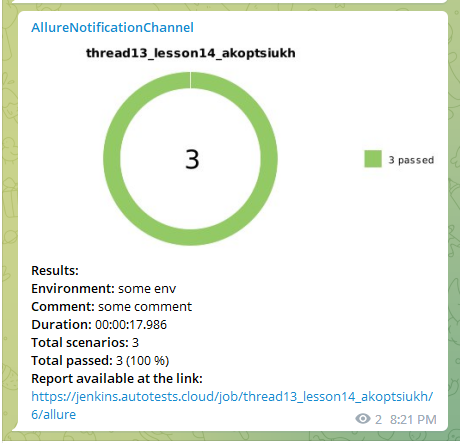 AllureNotificationChannel
thread13_lesson14_akoptsiukh
3
3 passed
Results:
Environment: some env
Comment: some comment
Duration: 00:00:17.986
Total scenarios: 3
Total passed: 3 (100 %)
Report available at the link:
https://jenkins.autotests.cloud/job/thread13_lesson14_akoptsiukh/
6/allure
2 8:21 PM